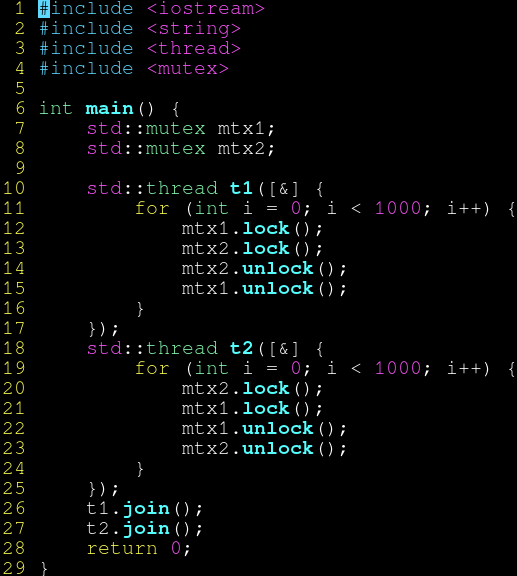 1 #include <iostream>
2 #include <string>
3 #include <thread>
4 #include <mutex>
5
6 int main() {
7     std::mutex mtx1;
8     std::mutex mtx2;
9
10     std::thread t1([&] {
11         for (int i = 0; i < 1000; i++) {
12             mtx1.lock();
13             mtx2.lock();
14             mtx2.unlock();
15             mtx1.unlock();
16         }
17     });
18     std::thread t2([&] {
19         for (int i = 0; i < 1000; i++) {
20             mtx2.lock();
21             mtx1.lock();
22             mtx1.unlock();
23             mtx2.unlock();
24         }
25     });
26     t1.join();
27     t2.join();
28     return 0;
29 }